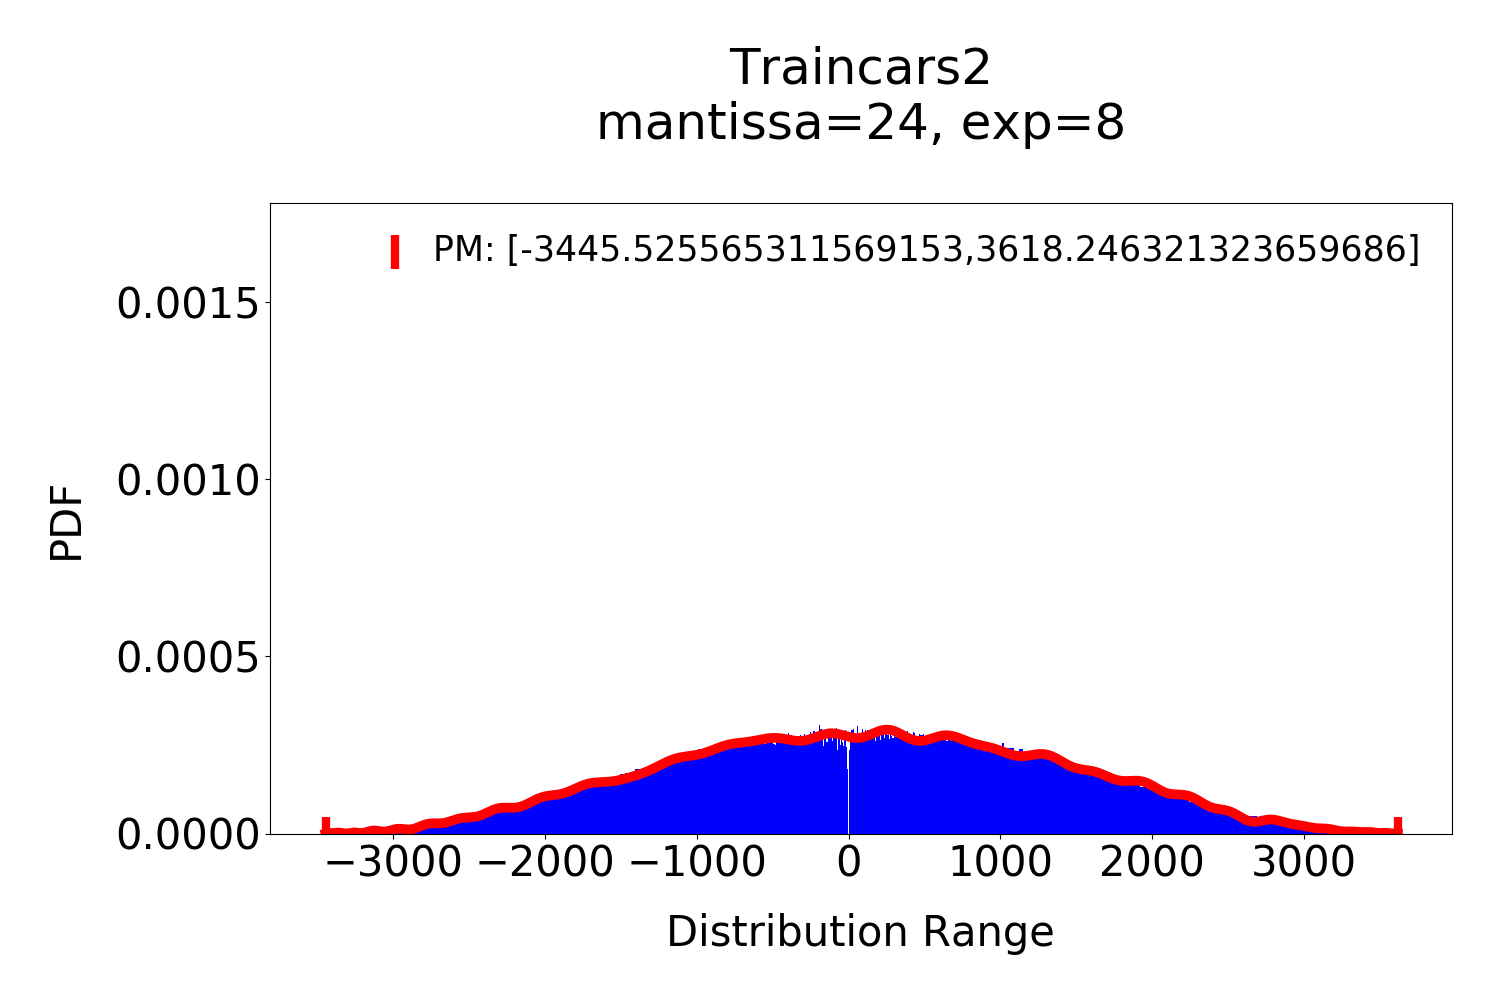 Traincars2
mantissa=24, exp=8
PM: [-3445.525565311569153,3618.246321323659686]
0.0015
0.0010
0.0005
0.0000
PDF
−3000 −2000 −1000 0 1000 2000 3000
Distribution Range